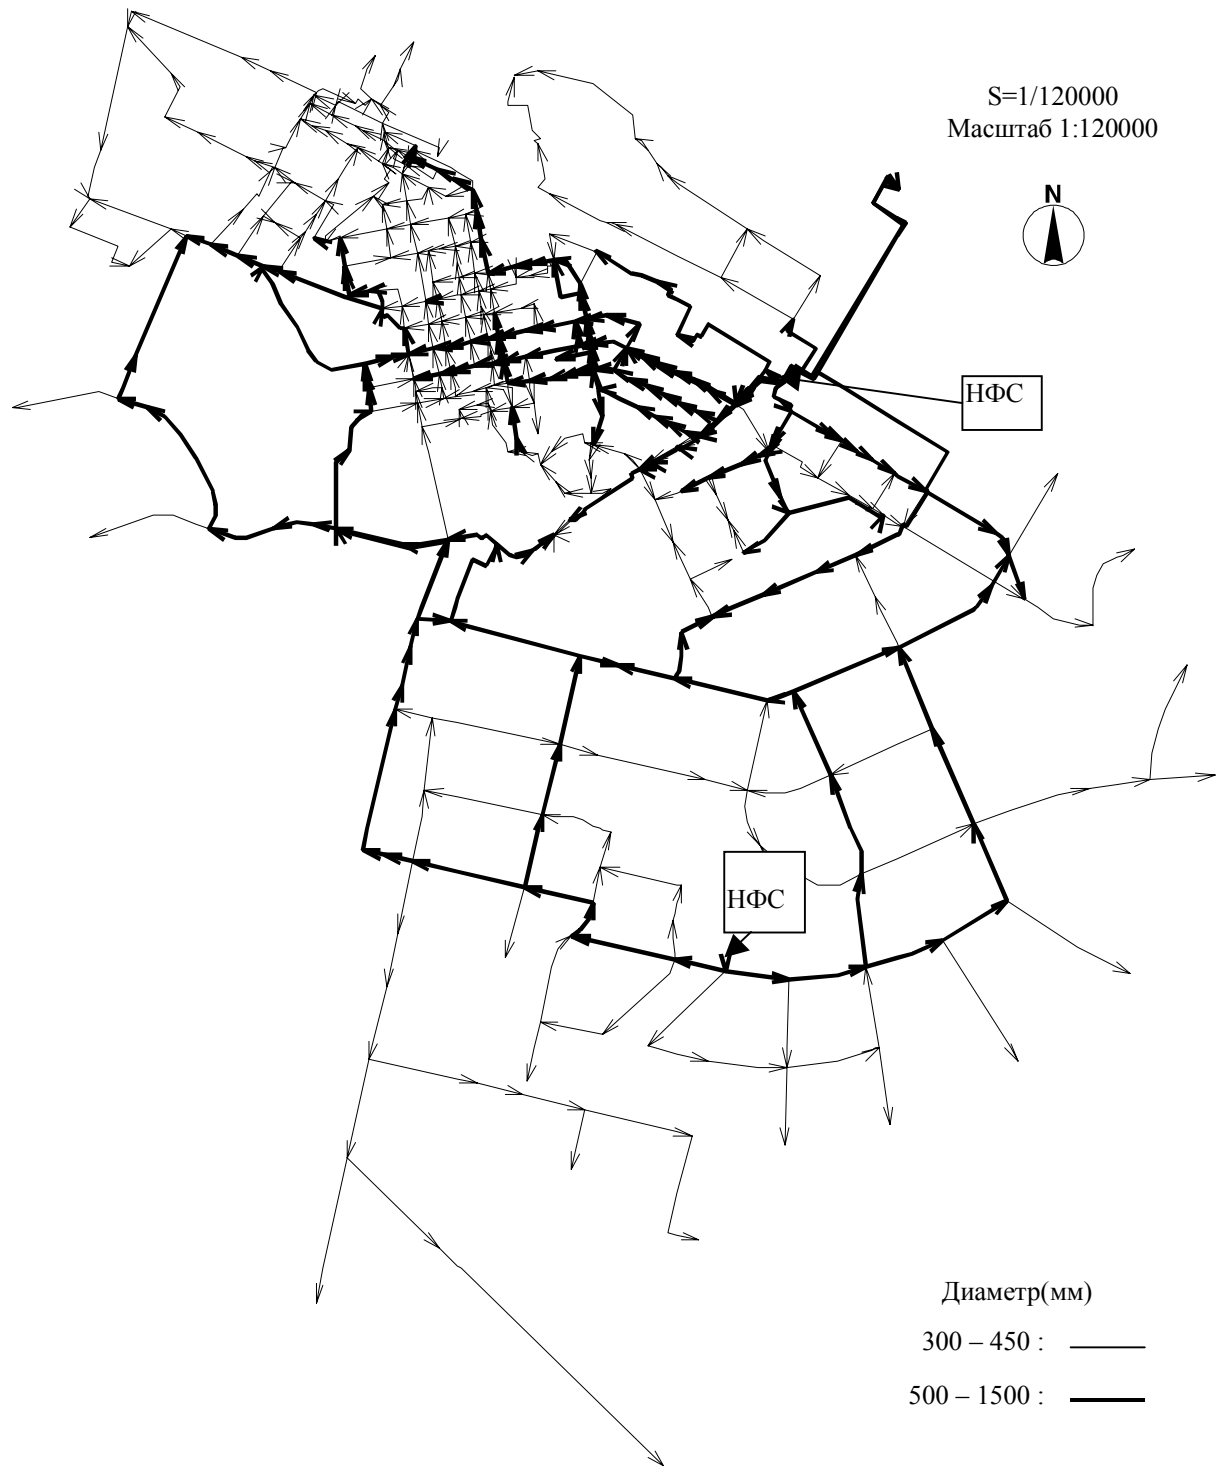 S=1/120000
Масштаб 1:120000
N
НФС
НФС
Диаметр(мм)
300 – 450 :
500 – 1500 :